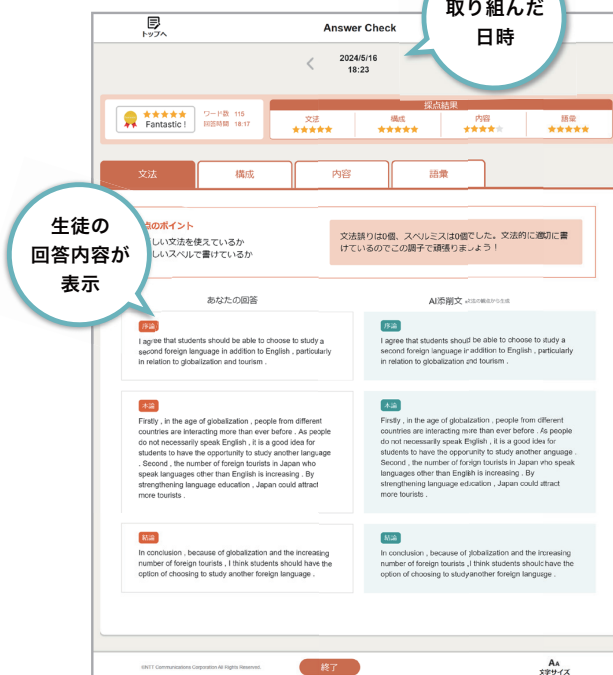 取り組んだ
日時
トップへ
Answer Check
2024/5/16
18:23
Fantastic !
ワード数 115
回答時間 18:17
採点結果
文法
構成
内容
語彙
文法
構成
内容
語彙
生徒の
回答内容が
表示
点のポイント
しい文法を使えているか
しいスペルで書けているか
文法誤りは0個、スペルミスは0個でした。文法的に適切に書
けているのでこの調子で頑張りましょう！
あなたの回答
序論
I agree that students should be able to choose to study a
second foreign language in addition to English , particularly
in relation to globalization and tourism .
本論
Firstly , in the age of globalization , people from different
countries are interacting more than ever before . As people
do not necessarily speak English , it is a good idea for
students to have the opportunity to study another language
. Second , the number of foreign tourists in Japan who
speak languages other than English is increasing . By
strengthening language education , Japan could attract
more tourists .
結論
In conclusion , because of globalization and the increasing
number of foreign tourists , I think students should have the
option of choosing to study another foreign language .
AI添削文
序論
I agree that students should be able to choose to study a
second foreign language in addition to English , particularly
in relation to globalization and tourism .
本論
Firstly , in the age of globalization , people from different
countries are interacting more than ever before . As people
do not necessarily speak English , it is a good idea for
students to have the opporunity to study another anguage .
Second , the number of foreign tourists in Japan who speak
languages other than English is increasing . By
strengthening language education , Japan could attract
more tourists .
結論
In conclusion , because of globalization and the increasing
number of foreign tourists , I think students should have the
option of choosing to study another foreign language .
©NTT Communications Corporation All Rights Reserved.
終了
AA
文字サイズ